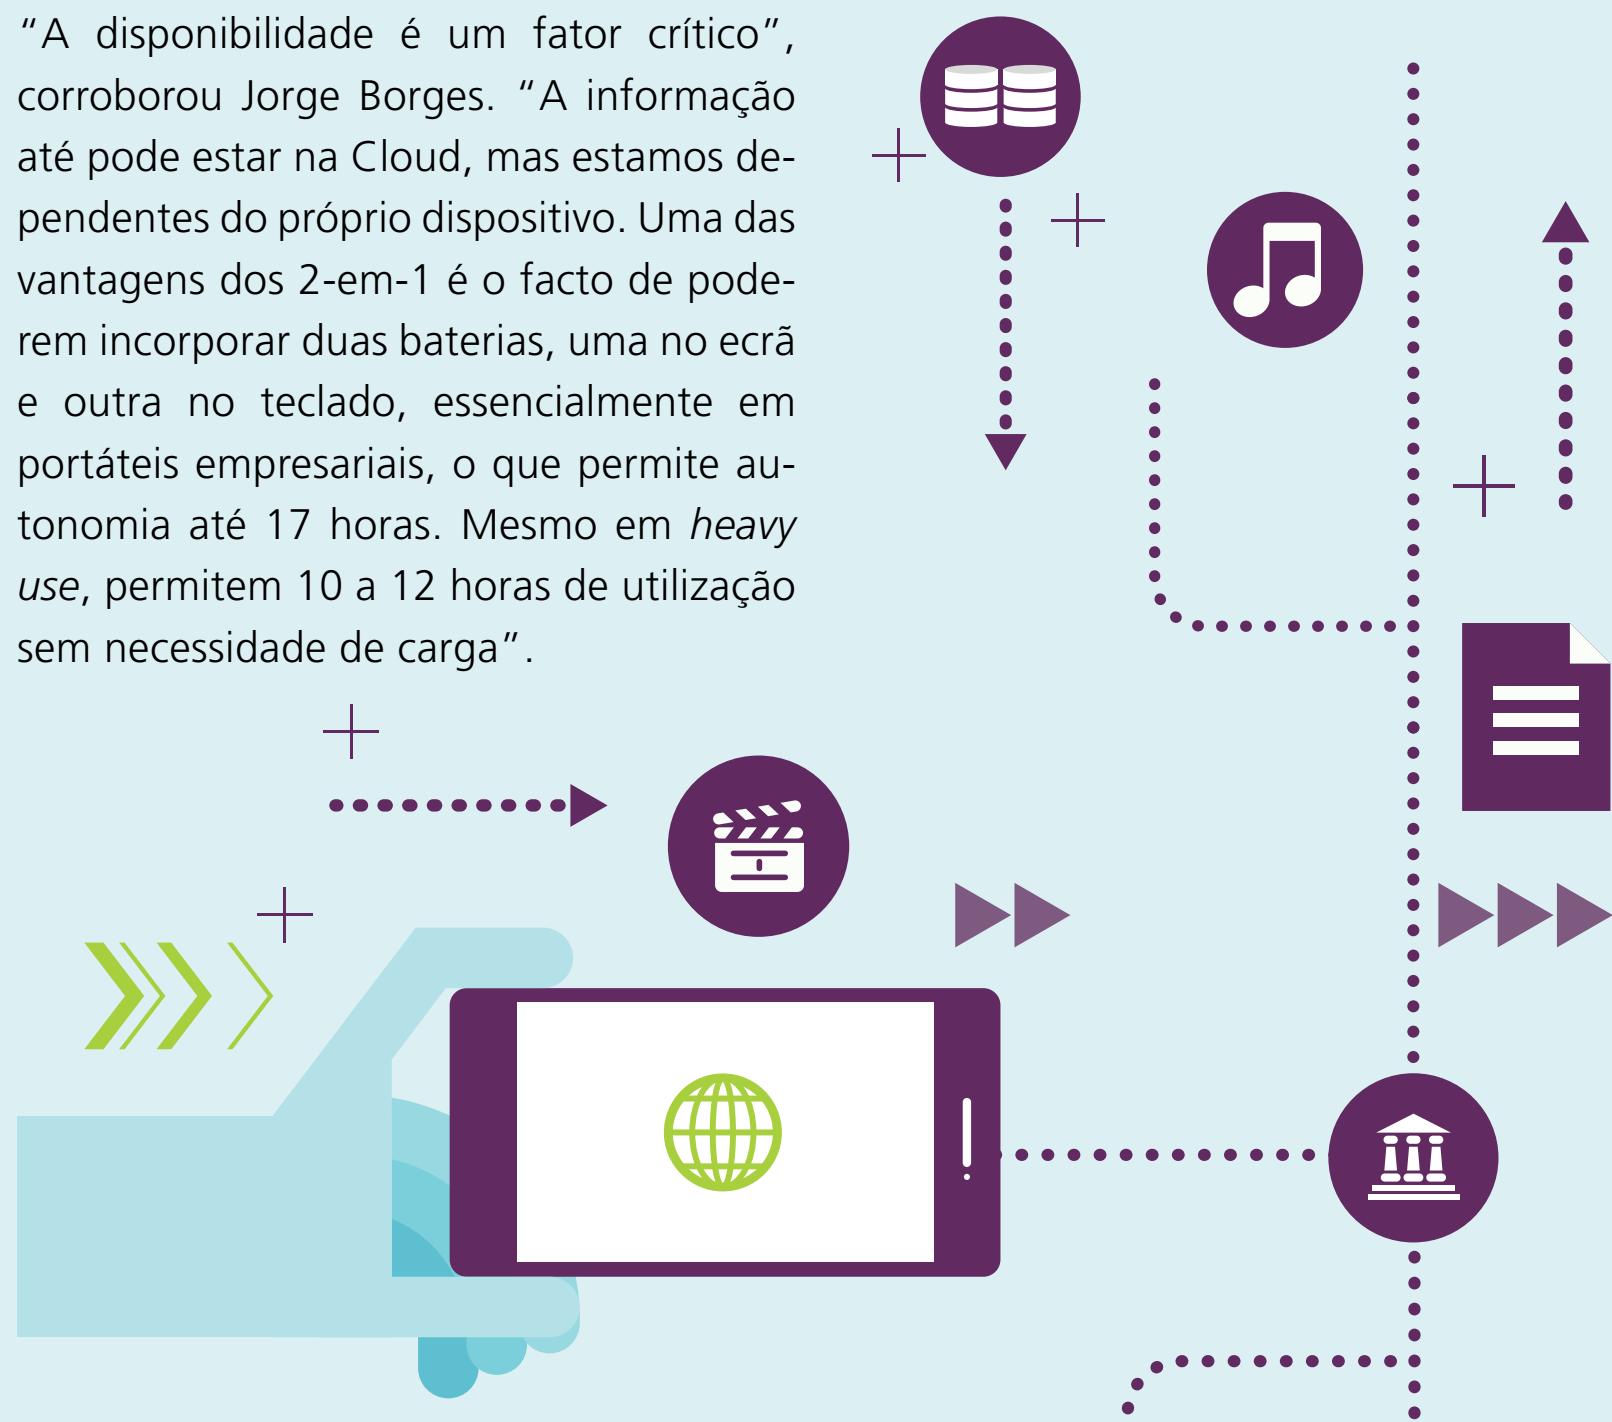 “A disponibilidade é um fator crítico”,
corroborou Jorge Borges. “A informação
até pode estar na Cloud, mas estamos de-
pendentes do próprio dispositivo. Uma das
vantagens dos 2-em-1 é o facto de pode-
rem incorporar duas baterias, uma no ecrã
e outra no teclado, essencialmente em
portáteis empresariais, o que permite au-
tonomia até 17 horas. Mesmo em heavy
use, permitem 10 a 12 horas de utilização
sem necessidade de carga”.